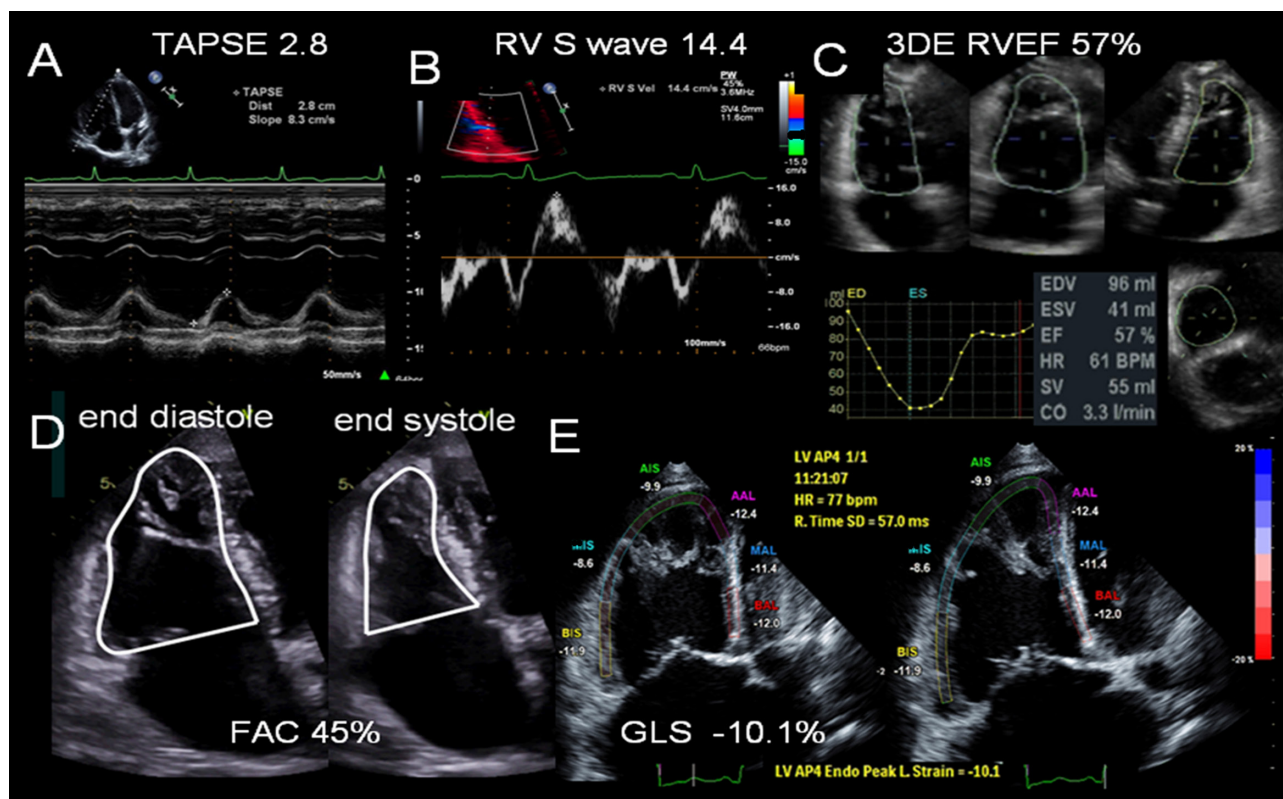 A
TAPSE 2.8
TAPSE
Dist 2.8 cm
Slope 8.3 cm/s
0
50mm/s
B
RV S wave 14.4
RV S Vel 14.4 cm/s
PW
45%
3.6MHz
SV4.0mm
11.6cm
+1
-15.0
cm/s
16.0
8.0
cm/s
-8.0
-16.0
100mm/s
66bpm
C
3DE RVEF 57%
ml
ED
ES
100
90
80
70
60
50
40
EDV 96 ml
ESV 41 ml
EF 57 %
HR 61 BPM
SV 55 ml
CO 3.3 l/min
D
end diastole
end systole
5
5
FAC 45%
E
LV AP4 1/1
11:21:07
HR = 77 bpm
R. Time SD = 57.0 ms
AIS
-9.9
AAL
-12.4
IS
-8.6
MAL
-11.4
BAL
-12.0
BIS
-11.9
AIS
-9.9
AAL
-12.4
IS
-8.6
MAL
-11.4
BAL
-12.0
BIS
-11.9
-2
20 %
-20 %
GLS -10.1%
LV AP4 Endo Peak L. Strain = -10.1